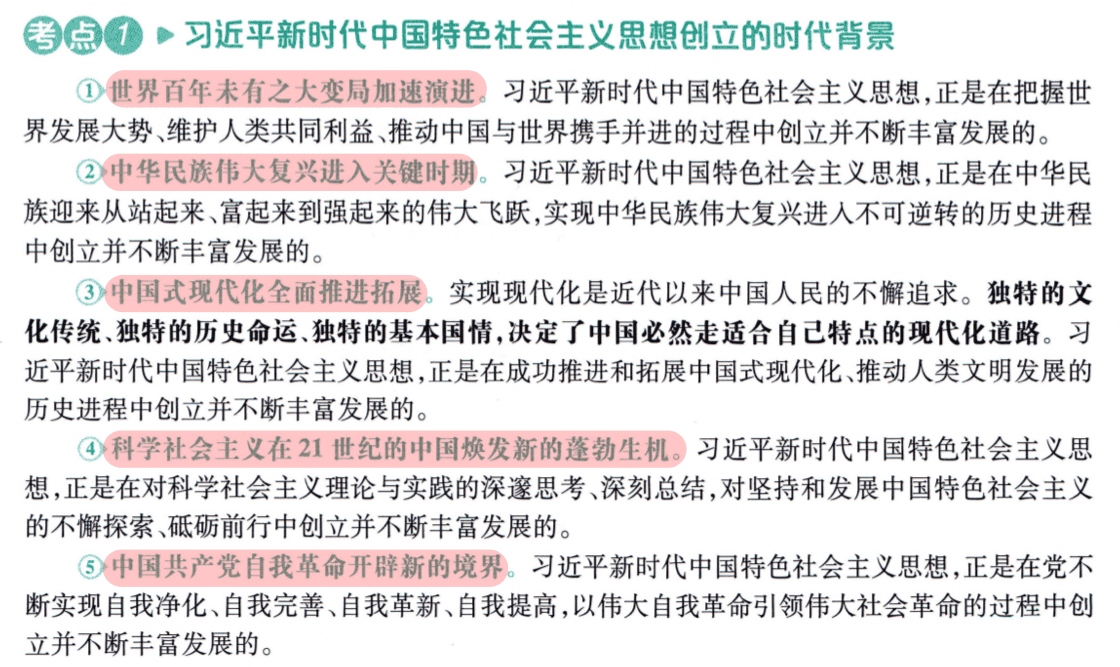 考点1 ▶ 习近平新时代中国特色社会主义思想创立的时代背景
①世界百年未有之大变局加速演进。习近平新时代中国特色社会主义思想,正是在把握世
界发展大势、维护人类共同利益、推动中国与世界携手并进的过程中创立并不断丰富发展的。
②中华民族伟大复兴进入关键时期。习近平新时代中国特色社会主义思想,正是在中华民
族迎来从站起来、富起来到强起来的伟大飞跃,实现中华民族伟大复兴进入不可逆转的历史进程
中创立并不断丰富发展的。
③中国式现代化全面推进拓展。实现现代化是近代以来中国人民的不懈追求。独特的文
化传统、独特的历史命运、独特的基本国情,决定了中国必然走适合自己特点的现代化道路。习
近平新时代中国特色社会主义思想,正是在成功推进和拓展中国式现代化、推动人类文明发展的
历史进程中创立并不断丰富发展的。
④科学社会主义在21世纪的中国焕发新的蓬勃生机。习近平新时代中国特色社会主义思
想,正是在对科学社会主义理论与实践的深邃思考、深刻总结,对坚持和发展中国特色社会主义
的不懈探索、砥砺前行中创立并不断丰富发展的。
⑤中国共产党自我革命开辟新的境界。习近平新时代中国特色社会主义思想,正是在党不
断实现自我净化、自我完善、自我革新、自我提高,以伟大自我革命引领伟大社会革命的过程中创
立并不断丰富发展的。